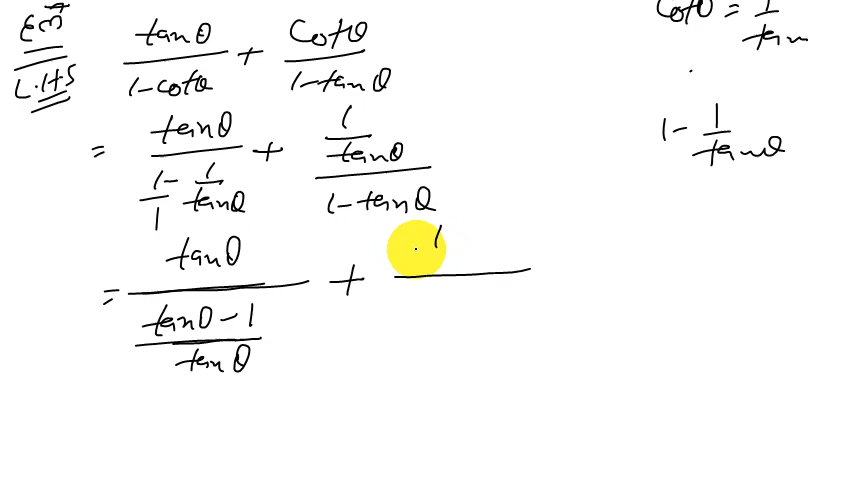 தீர்வு
L.H.S tanθ / 1-cotθ + Cotθ / 1-tanθ
= tanθ / 1/1 - 1/tanθ + 1/tanθ / 1-tanθ
= tanθ / tanθ-1 / tanθ + 1
cotθ = 1/tan
1 - 1/tanθ